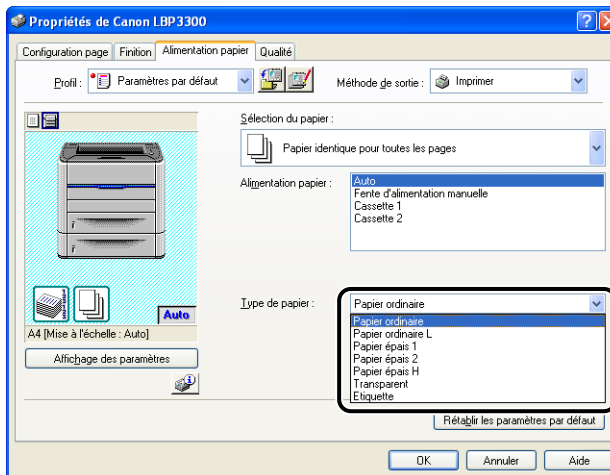 Propriétés de Canon LBP3300
Configuration page Finition Alimentation papier Qualité
Profil : Paramètres par défaut Méthode de sortie : Imprimer
Sélection du papier :
Papier identique pour toutes les pages
Alimentation papier :
Auto
Fente d'alimentation manuelle
Cassette 1
Cassette 2
Auto
A4 [Mise à l'échelle : Auto]
Affichage des paramètres
Type de papier : Papier ordinaire
Papier ordinaire
Papier ordinaire L
Papier épais 1
Papier épais 2
Papier épais H
Transparent
Etiquette
Rétablir les paramètres par défaut
OK Annuler Aide